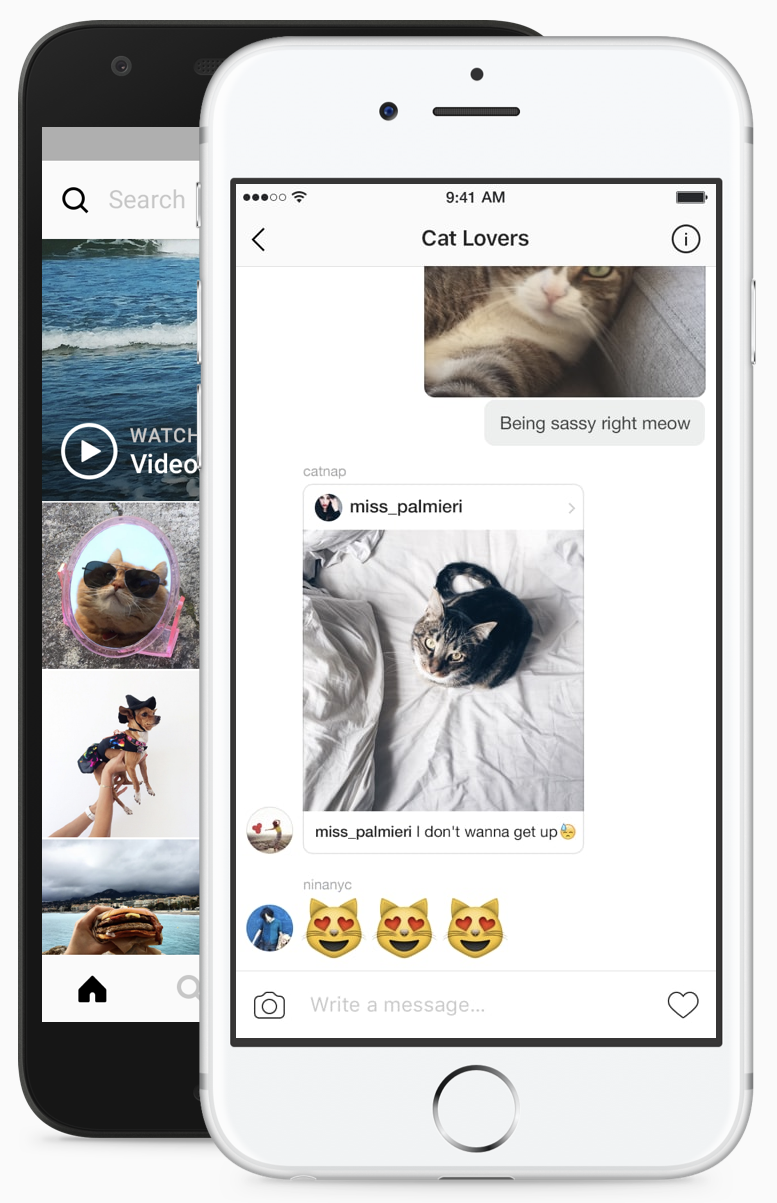 Search
WATCH
Video
9:41 AM
Cat Lovers
Being sassy right meow
catnap
miss_palmieri
miss_palmieri I don't wanna get up😓
ninanyc
😻😻😻
Write a message...